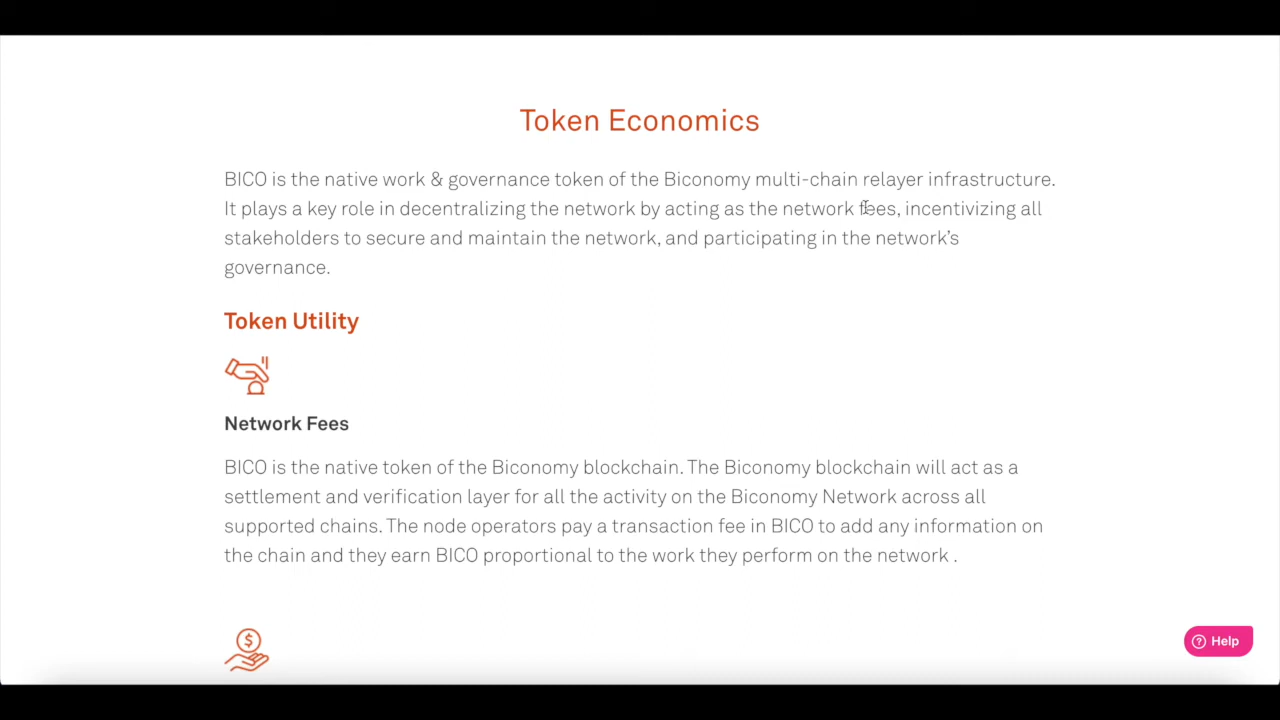 Token Economics
BICO is the native work & governance token of the Biconomy multi-chain relayer infrastructure.
It plays a key role in decentralizing the network by acting as the network fees, incentivizing all
stakeholders to secure and maintain the network, and participating in the network’s
governance.
Token Utility
Network Fees
BICO is the native token of the Biconomy blockchain. The Biconomy blockchain will act as a
settlement and verification layer for all the activity on the Biconomy Network across all
supported chains. The node operators pay a transaction fee in BICO to add any information on
the chain and they earn BICO proportional to the work they perform on the network .
$
? Help